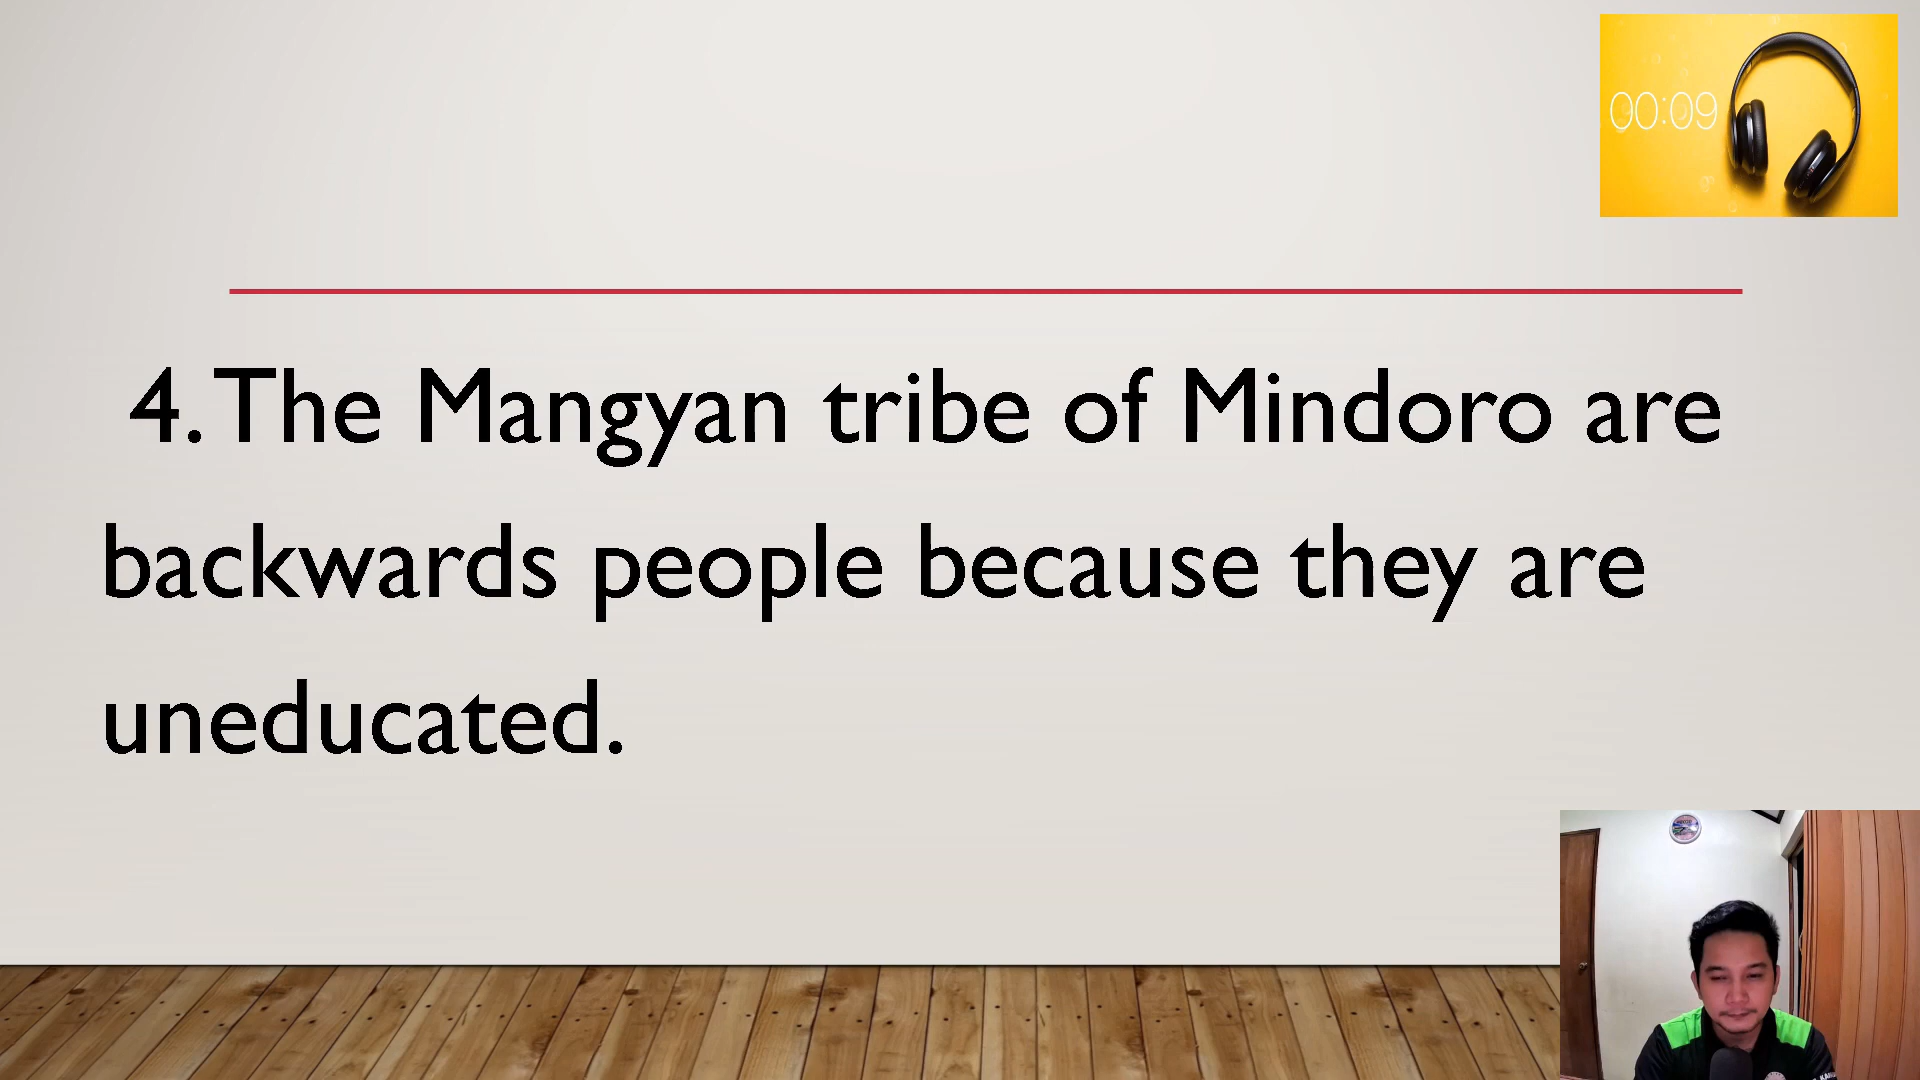 00:09
4. The Mangyan tribe of Mindoro are
backwards people because they are
uneducated.